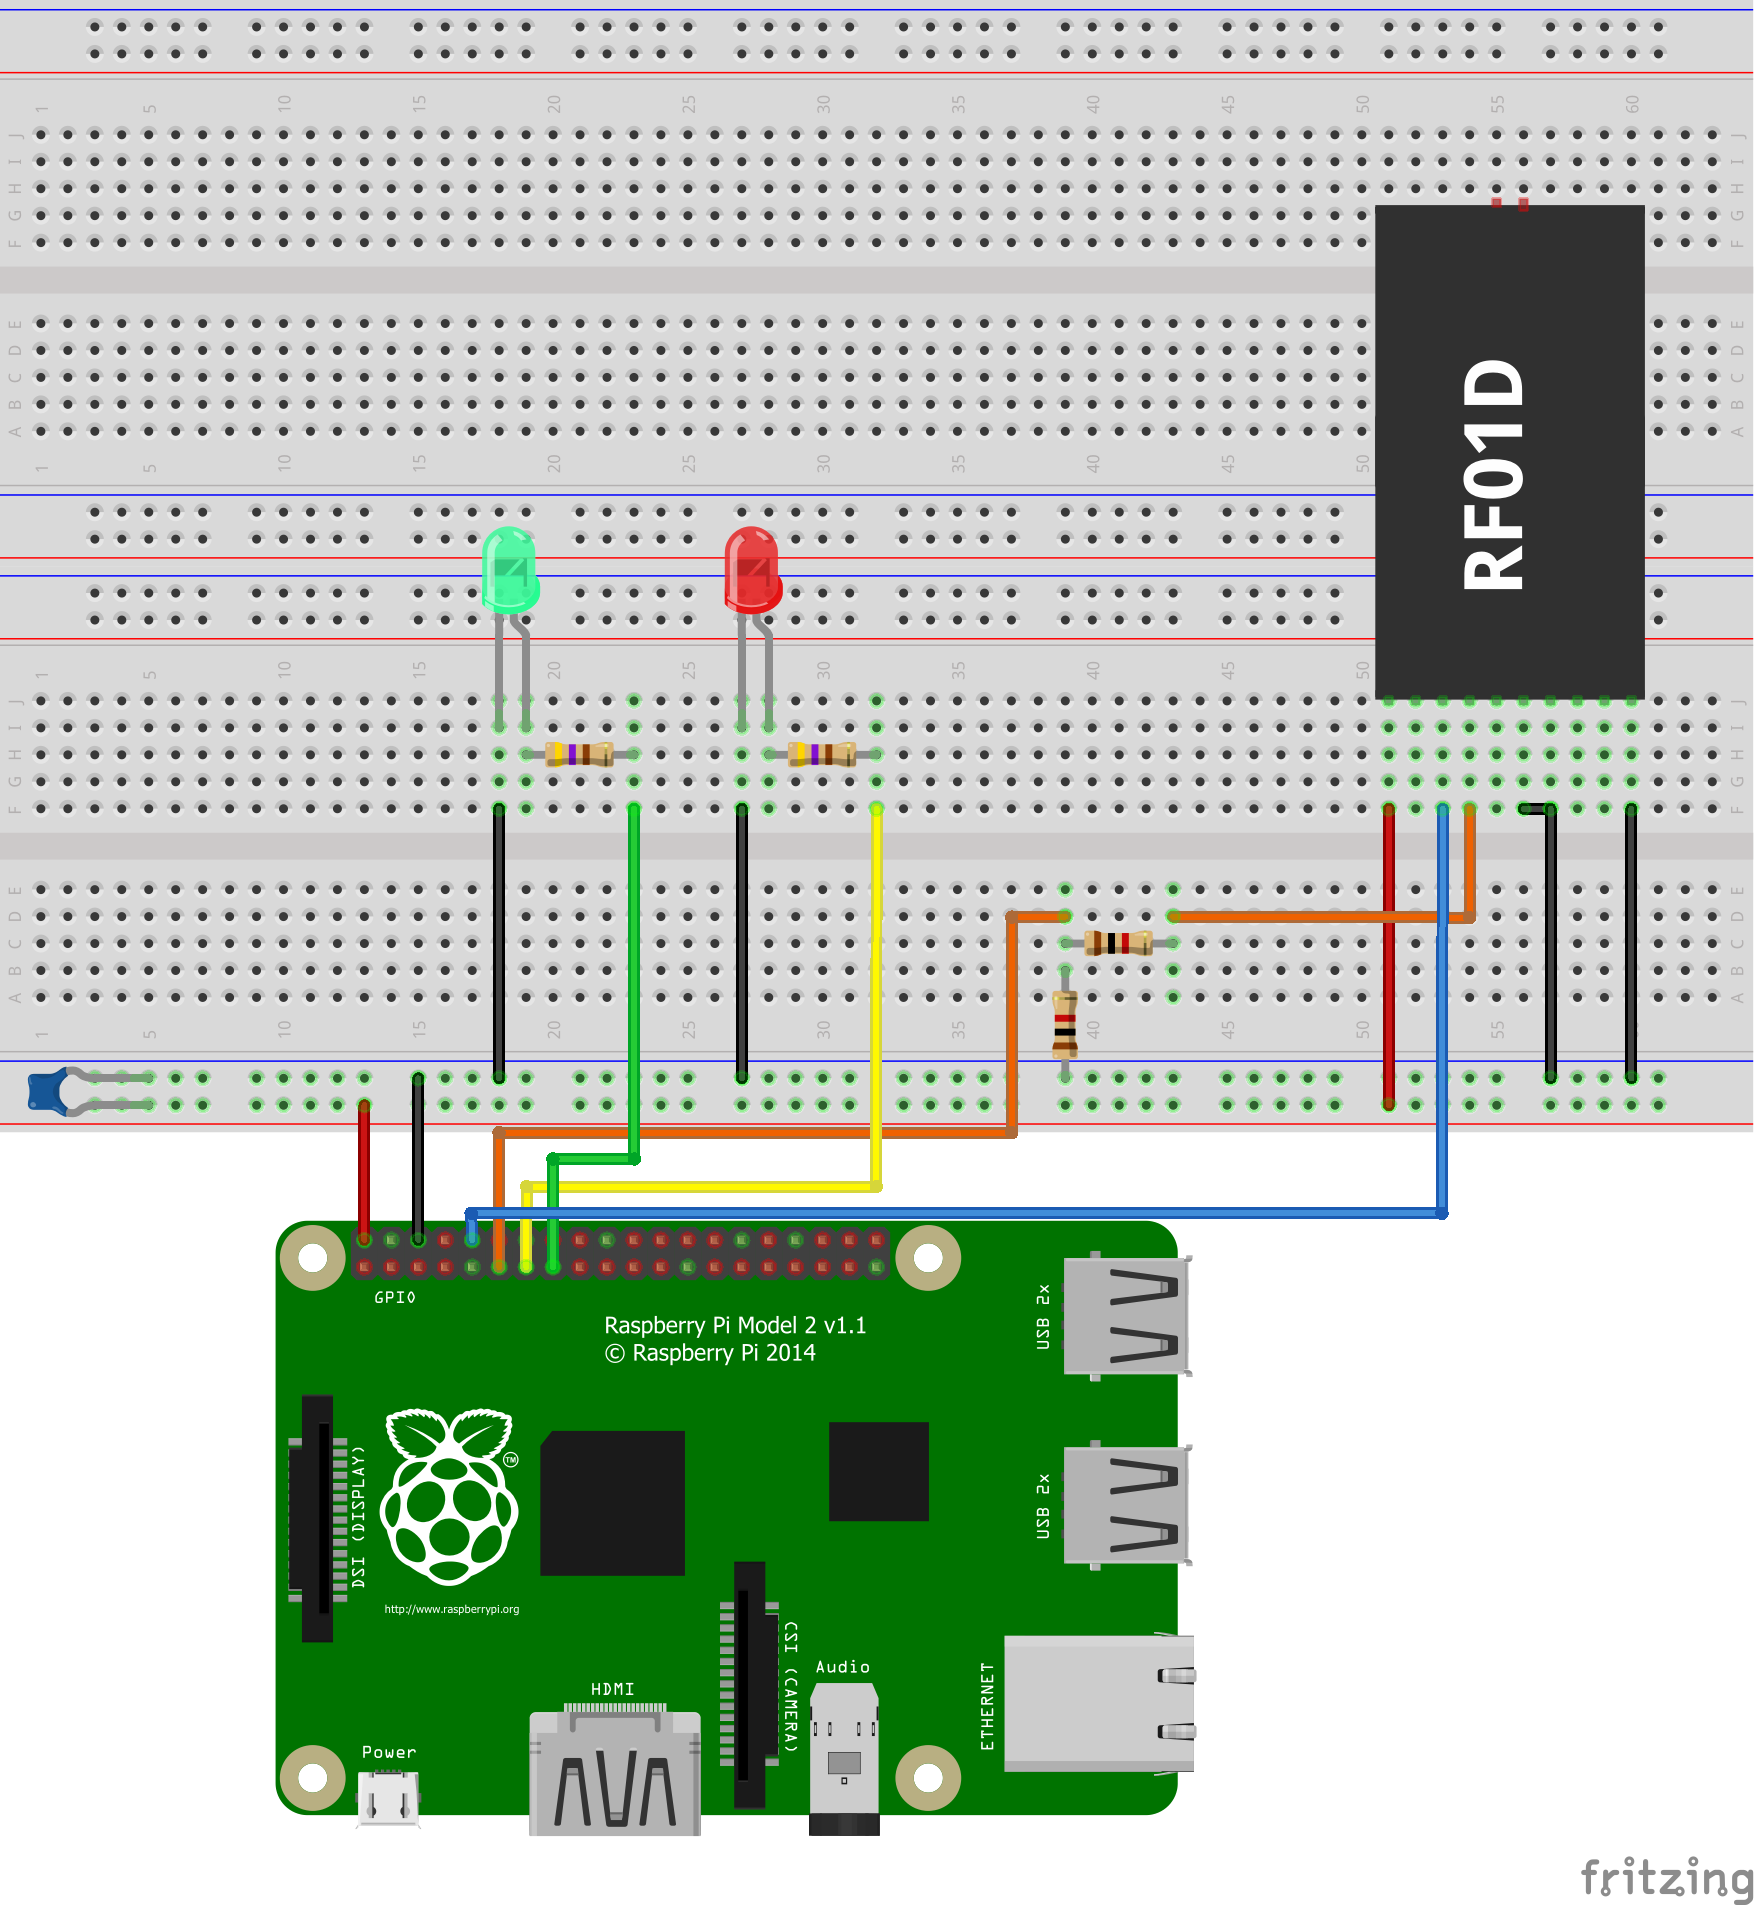 1 5 10 15 20 25 30 35 40 45 50 55 60
J J
I I
H H
G G
F F
E E
D D
C C
B B
A A
1 5 10 15 20 25 30 35 40 45 50
RF01D
1 5 10 15 20 25 30 35 40 45 50
J J
I I
H H
G G
F F
E E
D D
C C
B B
A A
1 5 10 15 20 25 30 35 40 45 50 55
GPIO
Raspberry Pi Model 2 v1.1
© Raspberry Pi 2014
USB 2x
TM
DSI (DISPLAY)
USB 2x
http://www.raspberrypi.org
CSI (CAMERA)
Audio
ETHERNET
HDMI
Power
fritzing